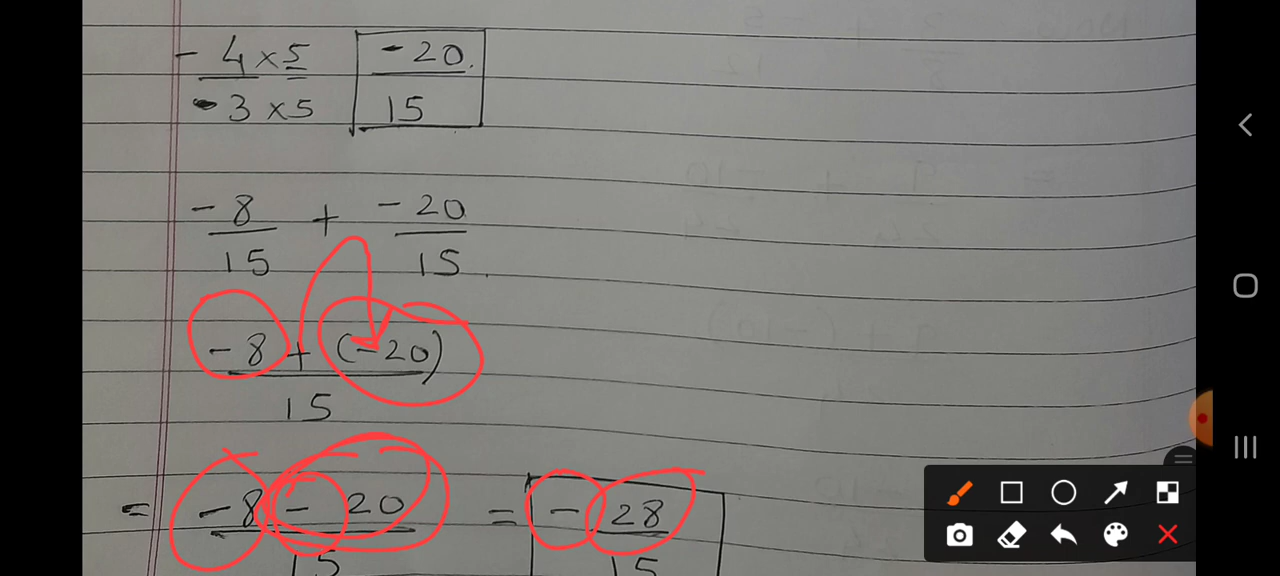 - 4 × 5 / - 3 × 5    - 20 / 15
- 8 / 15 + - 20 / 15
- 8 + (- 20) / 15
= - 8 - 20 / 15 = - 28 / 15